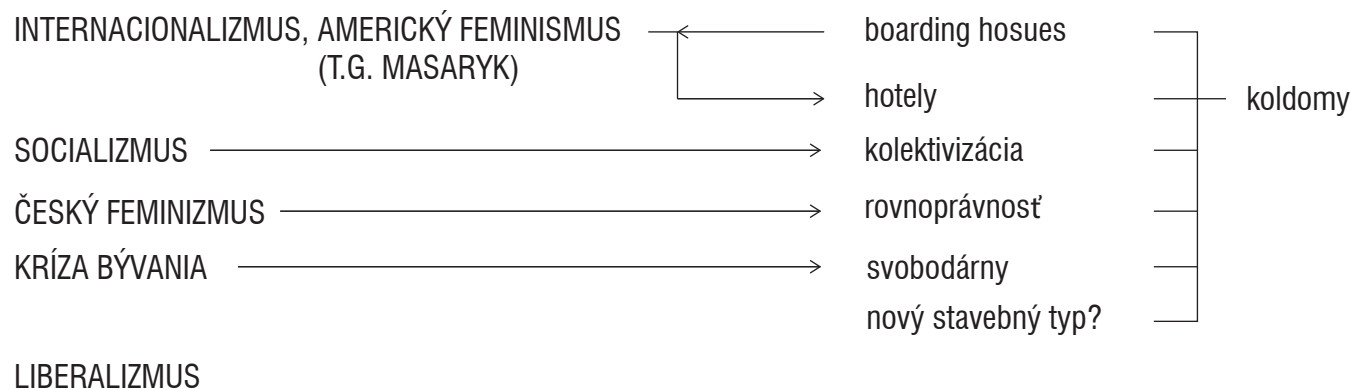 INTERNACIONALIZMUS, AMERICKÝ FEMINISMUS boarding hosues
(T.G. MASARYK)
hotely koldomy
SOCIALIZMUS kolektivizácia
ČESKÝ FEMINIZMUS rovnoprávnosť
KRÍZA BÝVANIA svobodárny
nový stavebný typ?
LIBERALIZMUS